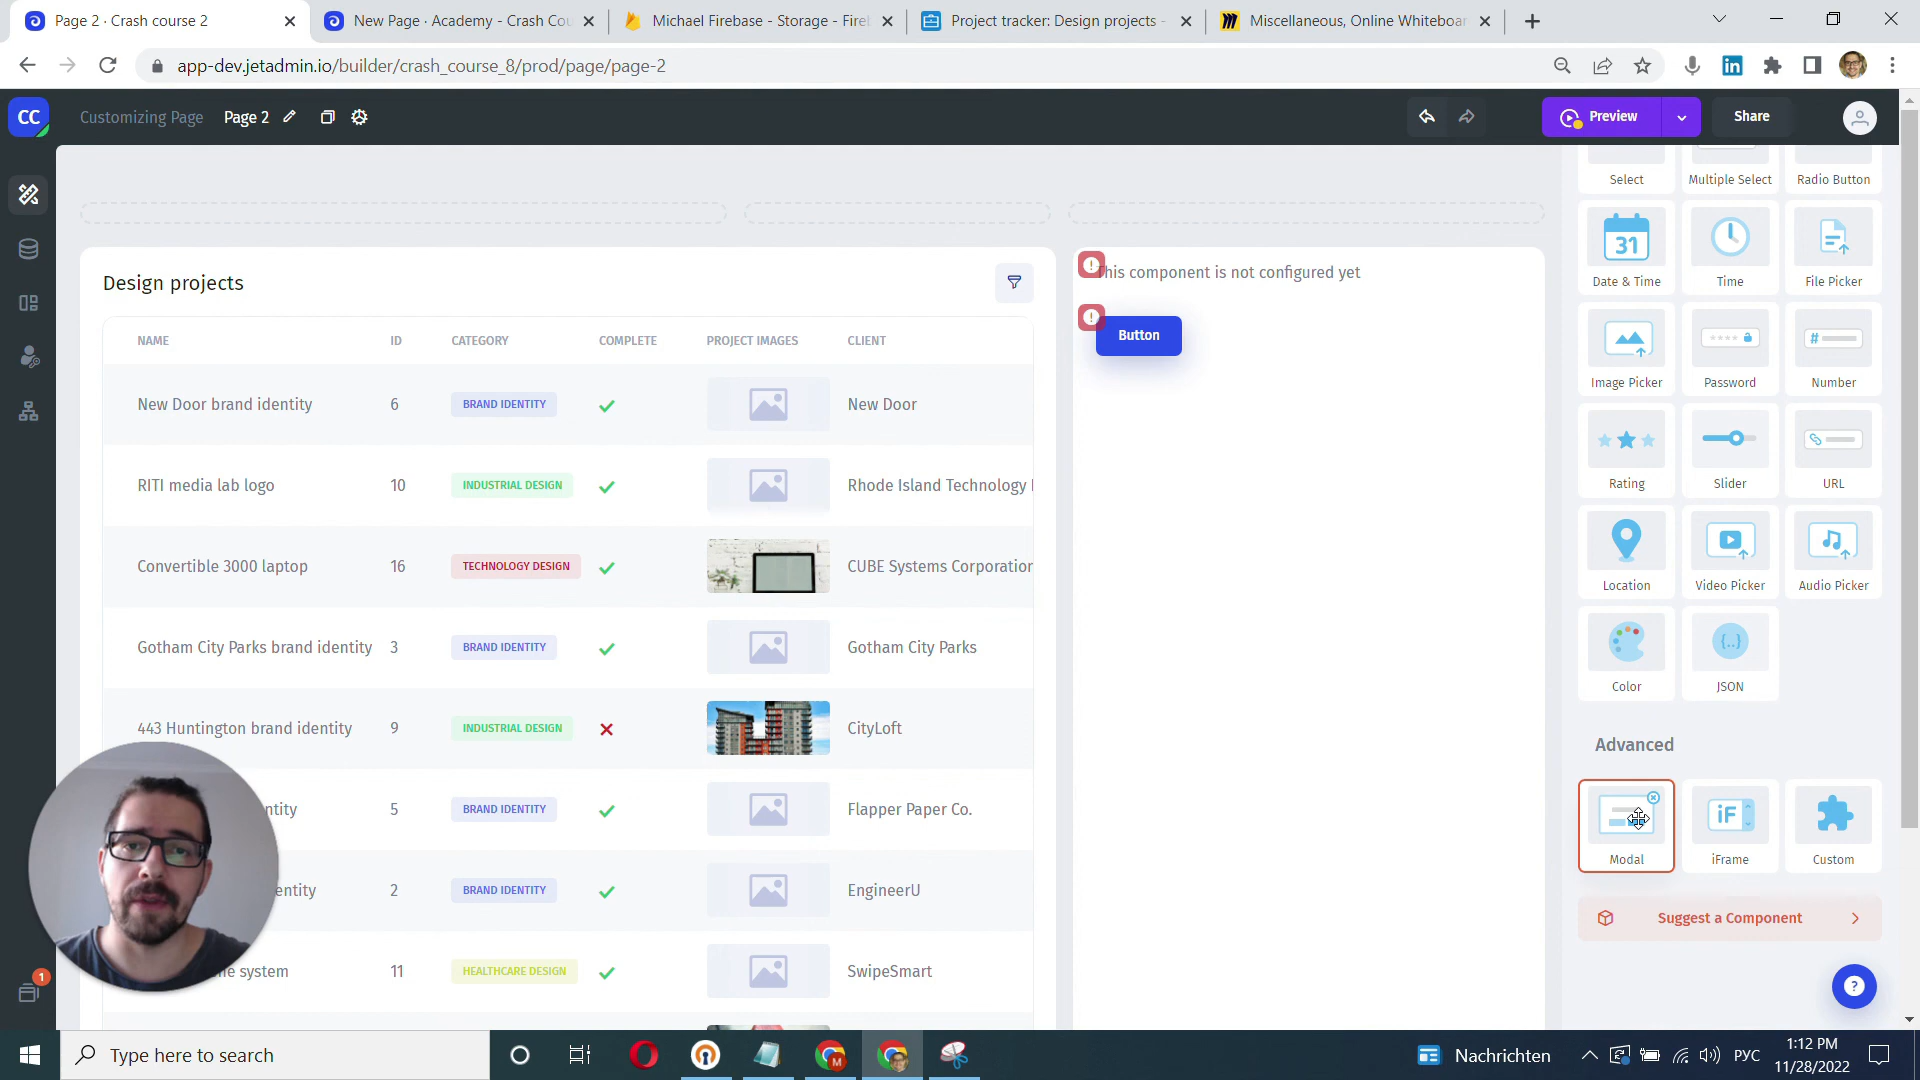 Page 2 · Crash course 2
New Page · Academy - Crash Cou
Michael Firebase - Storage - Fire
Project tracker: Design projects -
Miscellaneous, Online Whiteboar
app-dev.jetadmin.io/builder/crash_course_8/prod/page/page-2
CC
Customizing Page
Page 2
Preview
Share
Select
Multiple Select
Radio Button
31
Date & Time
Time
File Picker
Image Picker
Password
Number
Rating
Slider
URL
Location
Video Picker
Audio Picker
{..}
Color
JSON
Advanced
iF
Modal
iFrame
Custom
Suggest a Component
Design projects
NAME ID CATEGORY COMPLETE PROJECT IMAGES CLIENT
New Door brand identity 6 BRAND IDENTITY New Door
RITI media lab logo 10 INDUSTRIAL DESIGN Rhode Island Technology
Convertible 3000 laptop 16 TECHNOLOGY DESIGN CUBE Systems Corporation
Gotham City Parks brand identity 3 BRAND IDENTITY Gotham City Parks
443 Huntington brand identity 9 INDUSTRIAL DESIGN CityLoft
ntity 5 BRAND IDENTITY Flapper Paper Co.
entity 2 BRAND IDENTITY EngineerU
ne system 11 HEALTHCARE DESIGN SwipeSmart
This component is not configured yet
Button
1
Type here to search
Nachrichten
РУС
1:12 PM
11/28/2022